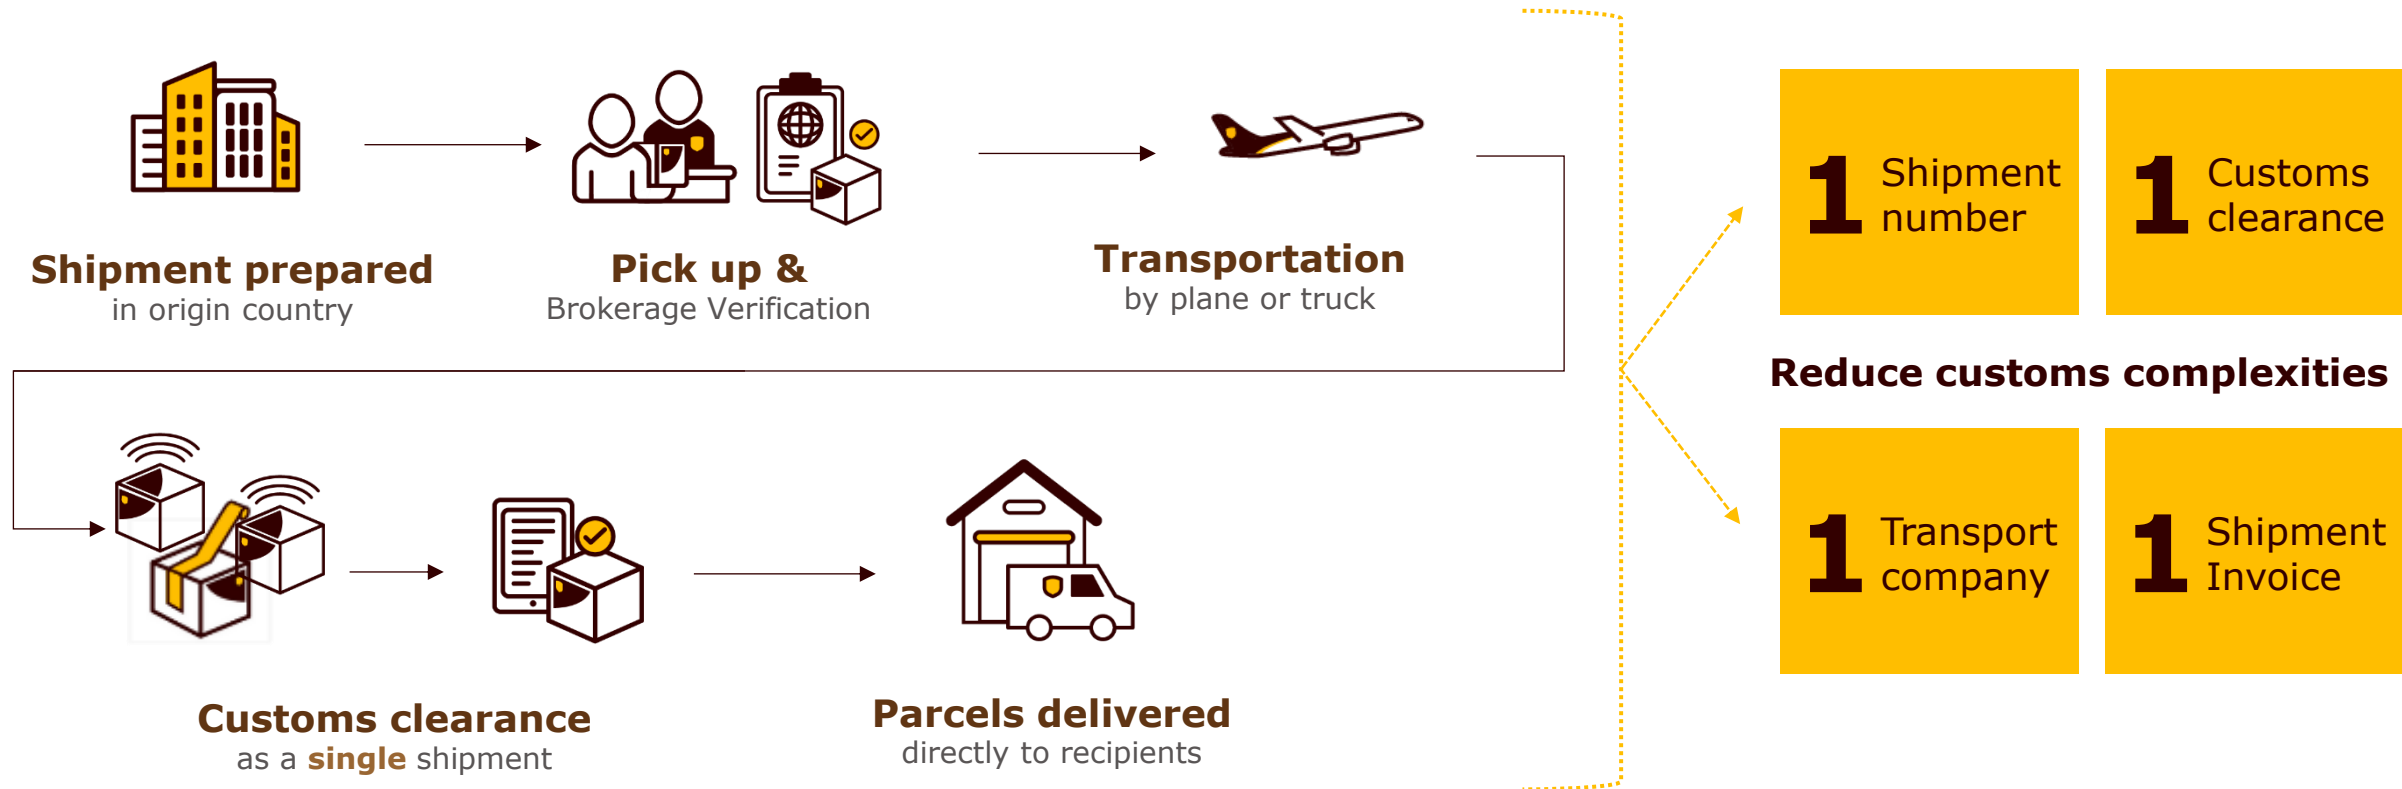 Shipment prepared
in origin country
Pick up &
Brokerage Verification
Transportation
by plane or truck
Customs clearance
as a single shipment
Parcels delivered
directly to recipients
1 Shipment
number
1 Customs
clearance
Reduce customs complexities
1 Transport
company
1 Shipment
Invoice